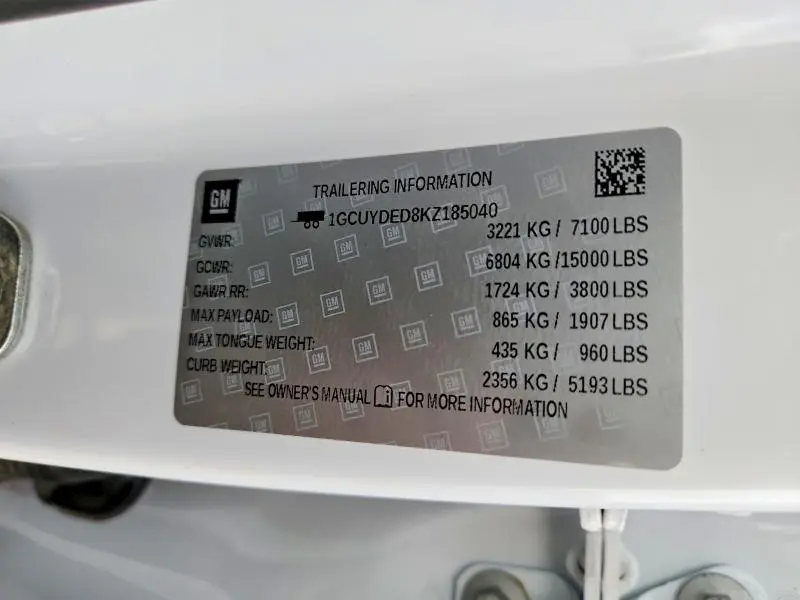 GM
TRAILERING INFORMATION
1GCUYDED8KZ185040
GVWR: 3221 KG / 7100 LBS
GCWR: 6804 KG / 15000 LBS
GAWR RR: 1724 KG / 3800 LBS
MAX PAYLOAD: 865 KG / 1907 LBS
MAX TONGUE WEIGHT: 435 KG / 960 LBS
CURB WEIGHT: 2356 KG / 5193 LBS
SEE OWNER'S MANUAL FOR MORE INFORMATION